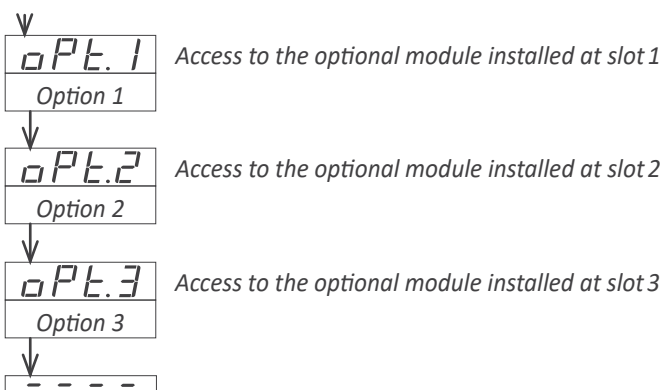 oPt.1 Access to the optional module installed at slot 1
Option 1
oPt.2 Access to the optional module installed at slot 2
Option 2
oPt.3 Access to the optional module installed at slot 3
Option 3